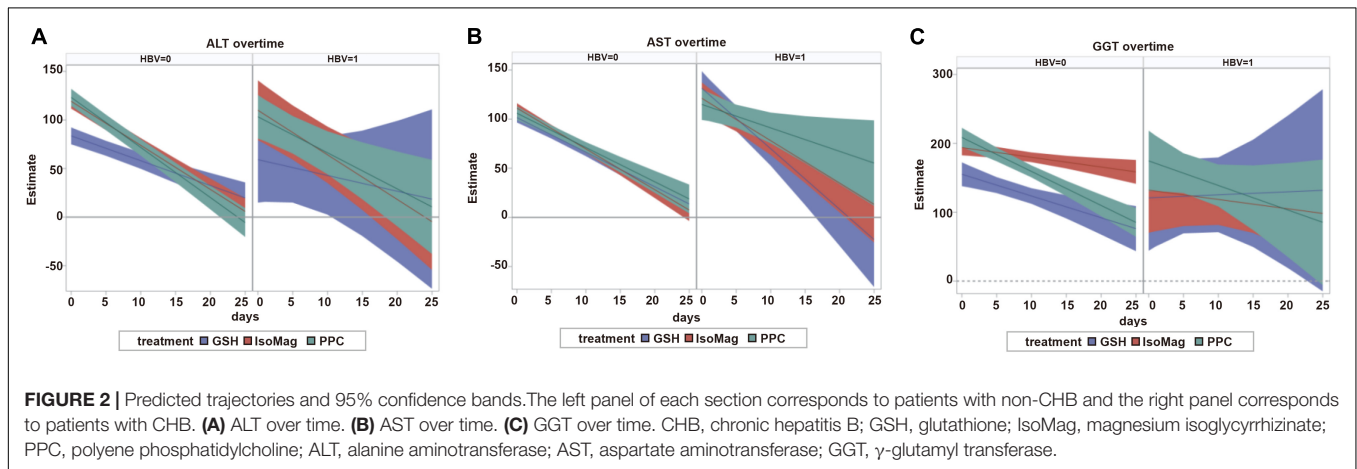 A
ALT overtime
HBV=0
HBV=1
Estimate
150
100
50
0
-50
0 5 10 15 20 25 0 5 10 15 20 25
days
treatment GSH IsoMag PPC
B
AST overtime
HBV=0
HBV=1
Estimate
150
100
50
0
-50
0 5 10 15 20 25 0 5 10 15 20 25
days
treatment GSH IsoMag PPC
C
GGT overtime
HBV=0
HBV=1
Estimate
300
200
100
0
0 5 10 15 20 25 0 5 10 15 20 25
days
treatment GSH IsoMag PPC
FIGURE 2 | Predicted trajectories and 95% confidence bands.The left panel of each section corresponds to patients with non-CHB and the right panel corresponds
to patients with CHB. (A) ALT over time. (B) AST over time. (C) GGT over time. CHB, chronic hepatitis B; GSH, glutathione; IsoMag, magnesium isoglycyrrhizinate;
PPC, polyene phosphatidylcholine; ALT, alanine aminotransferase; AST, aspartate aminotransferase; GGT, γ-glutamyl transferase.